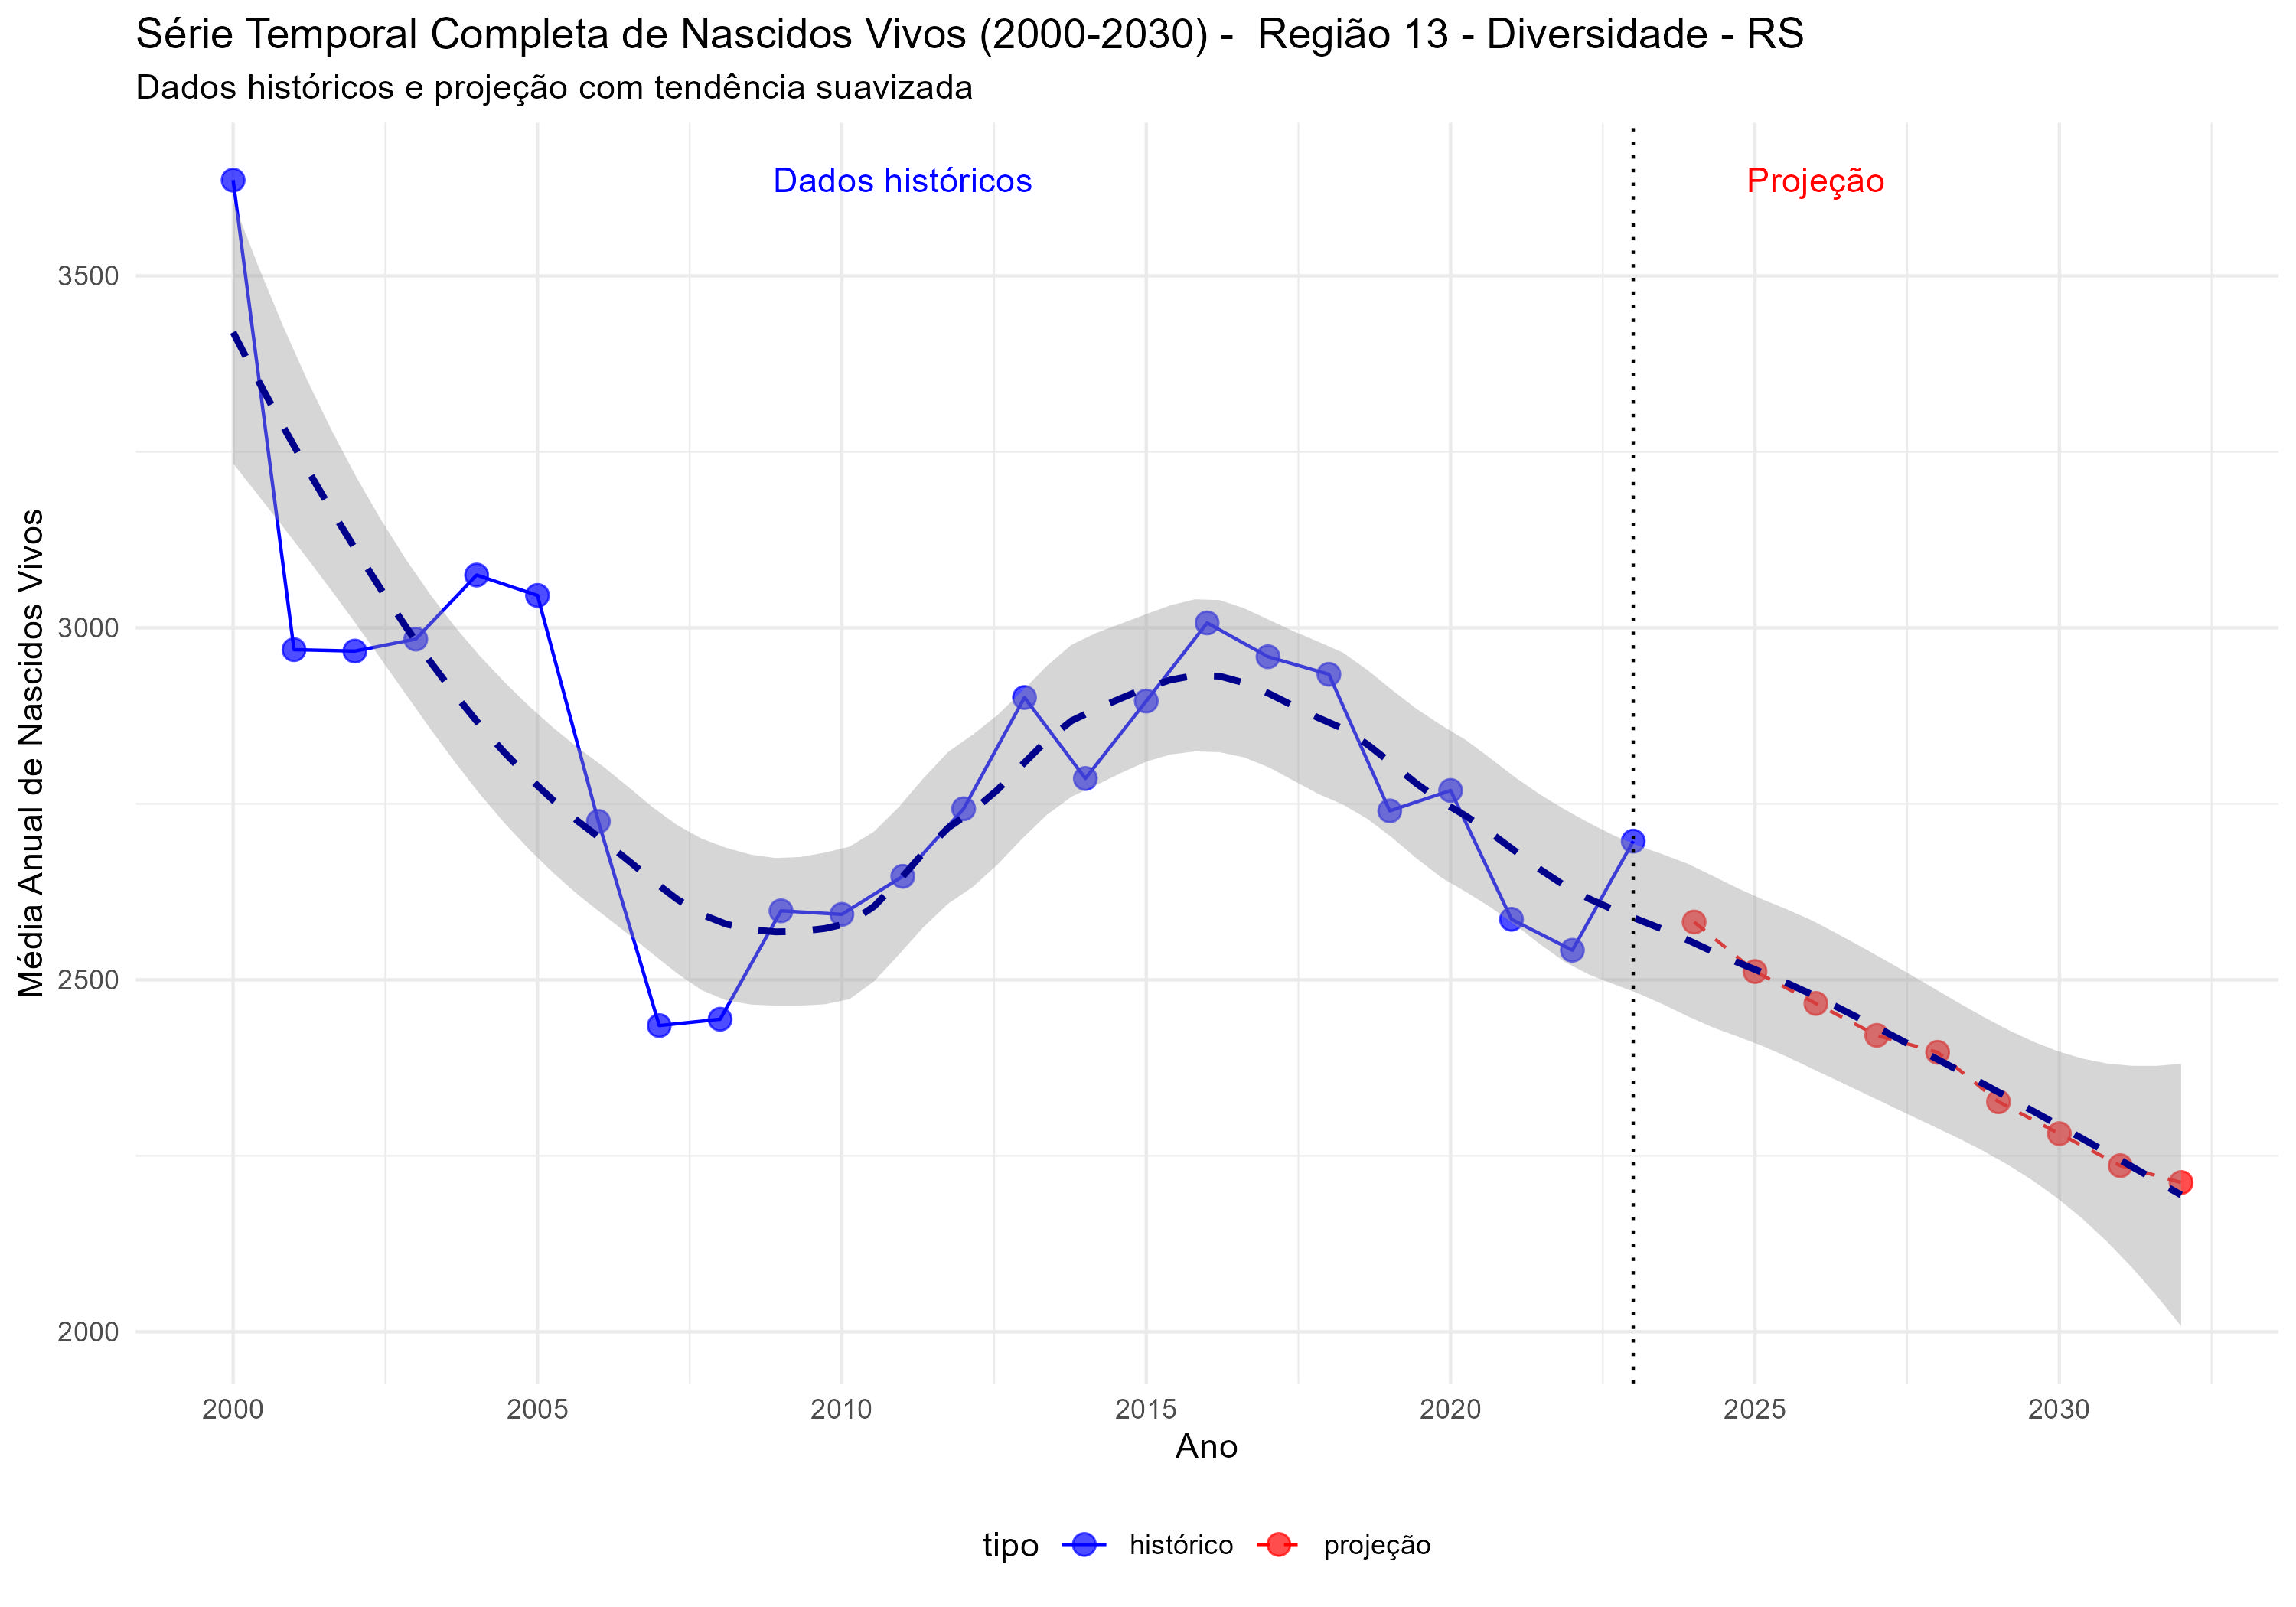 Série Temporal Completa de Nascidos Vivos (2000-2030) -  Região 13 - Diversidade - RS
Dados históricos e projeção com tendência suavizada
Dados históricos
Projeção
Média Anual de Nascidos Vivos
3500
3000
2500
2000
2000
2005
2010
2015
2020
2025
2030
Ano
tipo
histórico
projeção